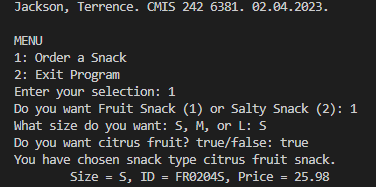 Jackson, Terrence. CMIS 242 6381. 02.04.2023.
MENU
1: Order a Snack
2: Exit Program
Enter your selection: 1
Do you want Fruit Snack (1) or Salty Snack (2): 1
What size do you want: S, M, or L: S
Do you want citrus fruit? true/false: true
You have chosen snack type citrus fruit snack.
Size = S, ID = FR0204S, Price = 25.98